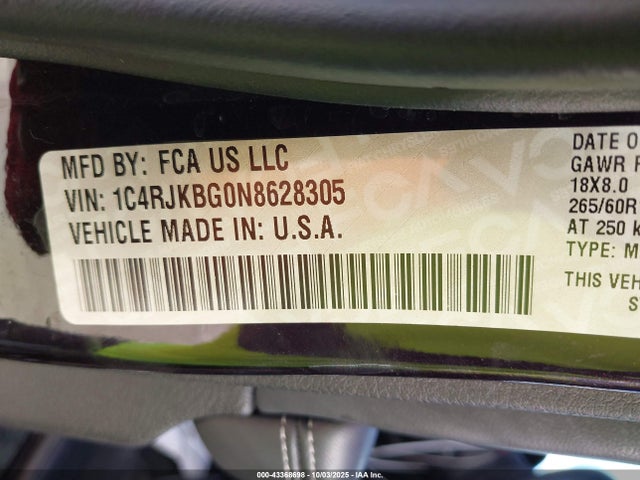 MFD BY: FCA US LLC
VIN: 1C4RJKBG0N8628305
VEHICLE MADE IN: U.S.A.
DATE O
GAWR F
18X8.0
265/60R
AT 250 k
TYPE: M
THIS VEH
S
000-43368698 - 10/03/2025 - IAA Inc.